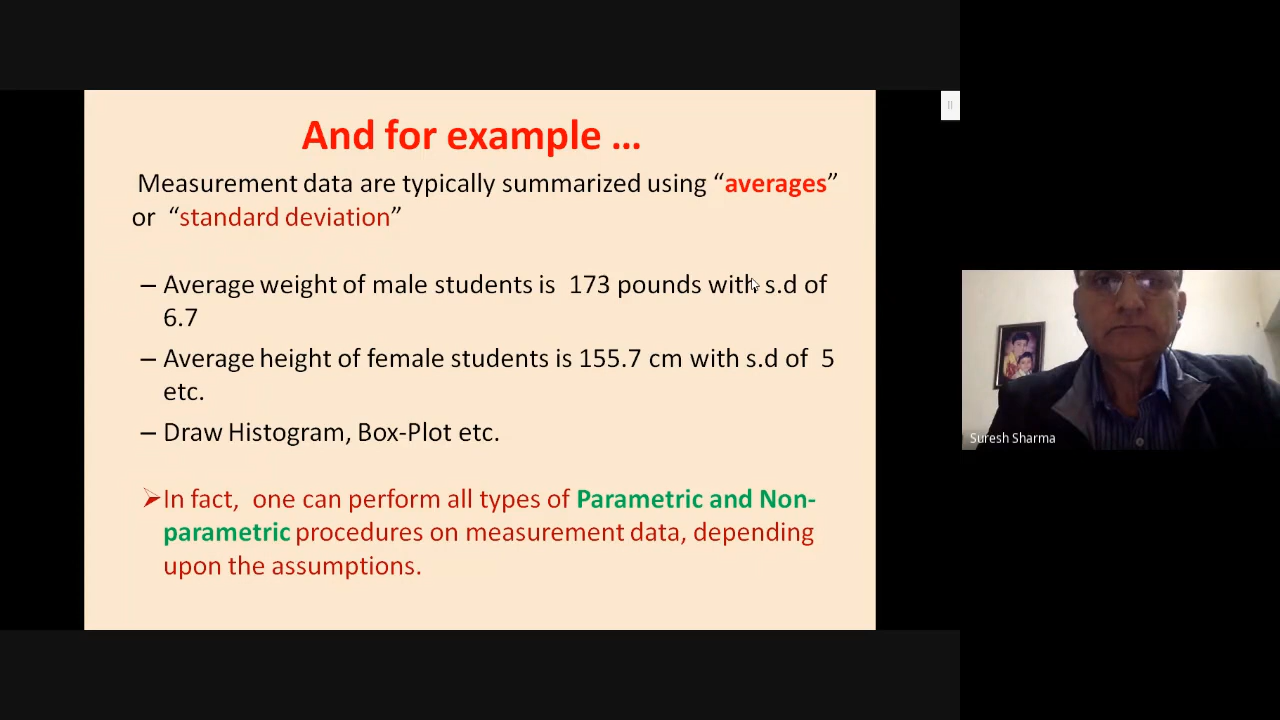 And for example …
Measurement data are typically summarized using “averages”
or “standard deviation”
– Average weight of male students is 173 pounds with s.d of
6.7
– Average height of female students is 155.7 cm with s.d of 5
etc.
– Draw Histogram, Box-Plot etc.
➢In fact, one can perform all types of Parametric and Non-
parametric procedures on measurement data, depending
upon the assumptions.
Suresh Sharma